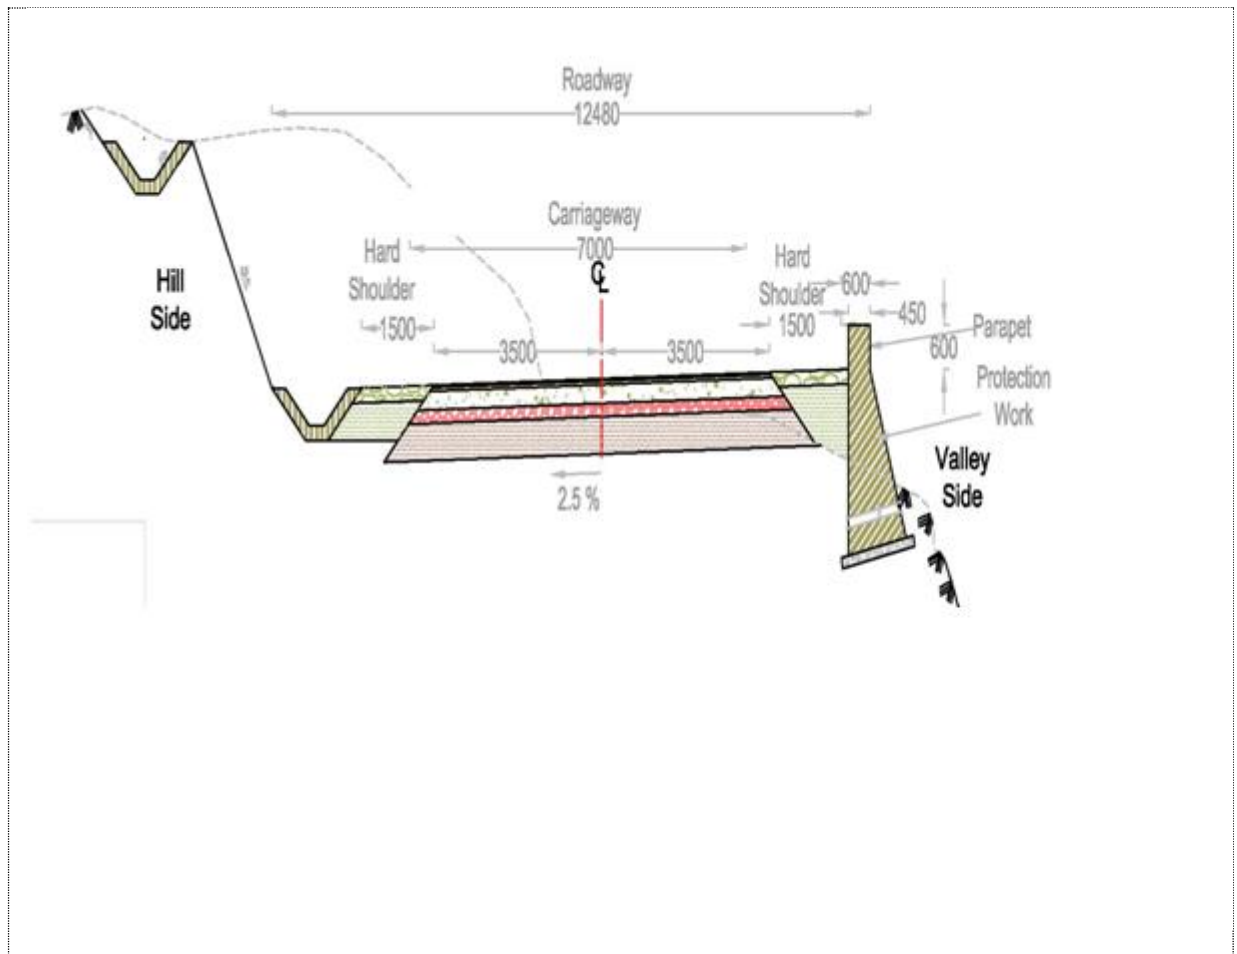 Roadway
12480
Carriageway
7000
Hard
Shoulder
1500
Hard
Shoulder
1500
600
450
Parapet
600
3500
3500
Protection
Work
Hill
Side
℄
Valley
Side
2.5 %